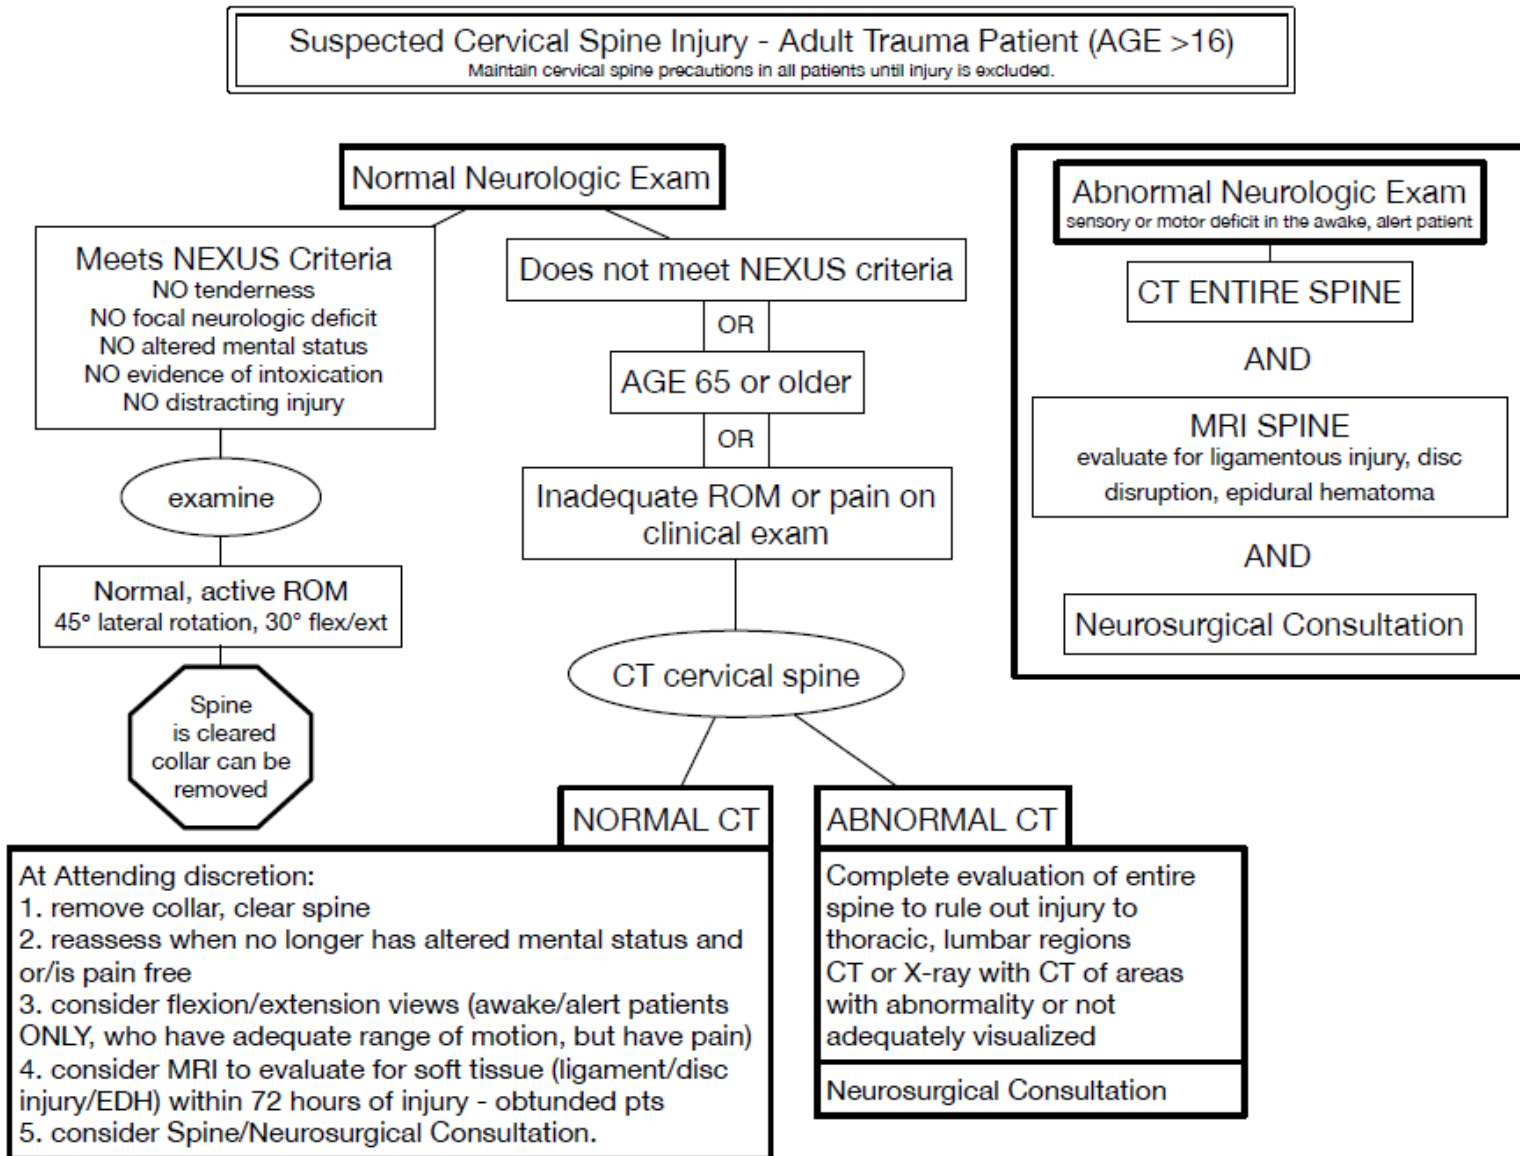 Suspected Cervical Spine Injury - Adult Trauma Patient (AGE >16)
Maintain cervical spine precautions in all patients until injury is excluded.
Normal Neurologic Exam
Meets NEXUS Criteria
NO tenderness
NO focal neurologic deficit
NO altered mental status
NO evidence of intoxication
NO distracting injury
examine
Normal, active ROM
45° lateral rotation, 30° flex/ext
Spine
is cleared
collar can be
removed
Does not meet NEXUS criteria
OR
AGE 65 or older
OR
Inadequate ROM or pain on
clinical exam
CT cervical spine
NORMAL CT
At Attending discretion:
1. remove collar, clear spine
2. reassess when no longer has altered mental status and
or/is pain free
3. consider flexion/extension views (awake/alert patients
ONLY, who have adequate range of motion, but have pain)
4. consider MRI to evaluate for soft tissue (ligament/disc
injury/EDH) within 72 hours of injury - obtunded pts
5. consider Spine/Neurosurgical Consultation.
ABNORMAL CT
Complete evaluation of entire
spine to rule out injury to
thoracic, lumbar regions
CT or X-ray with CT of areas
with abnormality or not
adequately visualized
Neurosurgical Consultation
Abnormal Neurologic Exam
sensory or motor deficit in the awake, alert patient
CT ENTIRE SPINE
AND
MRI SPINE
evaluate for ligamentous injury, disc
disruption, epidural hematoma
AND
Neurosurgical Consultation